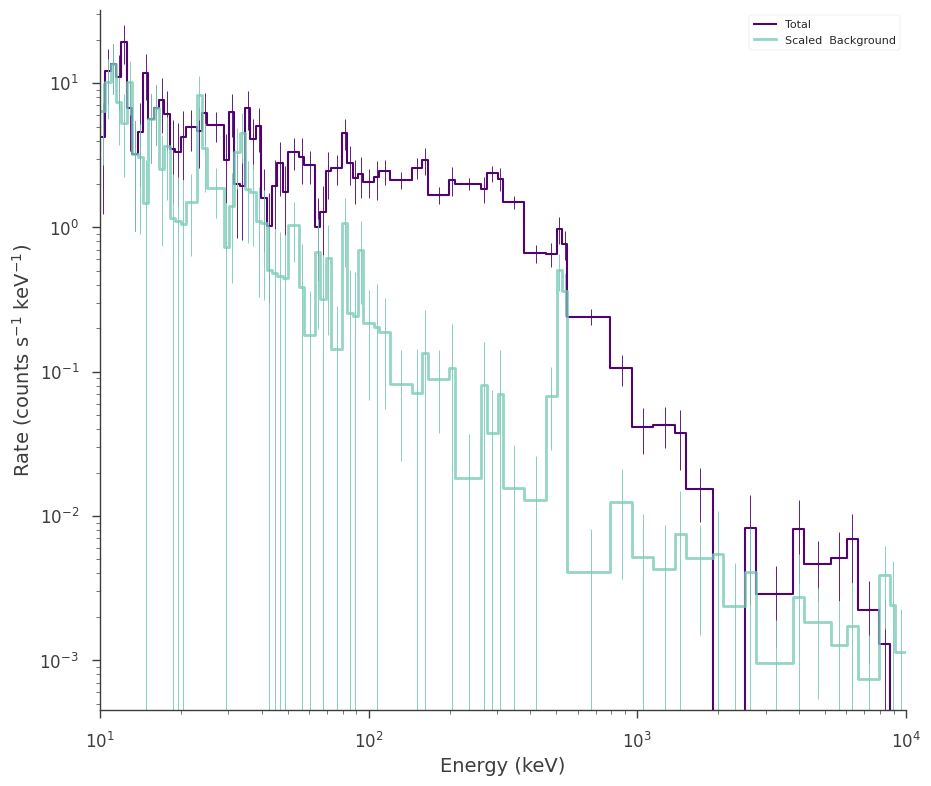 Total
Scaled  Background
Rate (counts s⁻¹ keV⁻¹)
10¹
10⁰
10⁻¹
10⁻²
10⁻³
10¹ 10² 10³ 10⁴
Energy (keV)